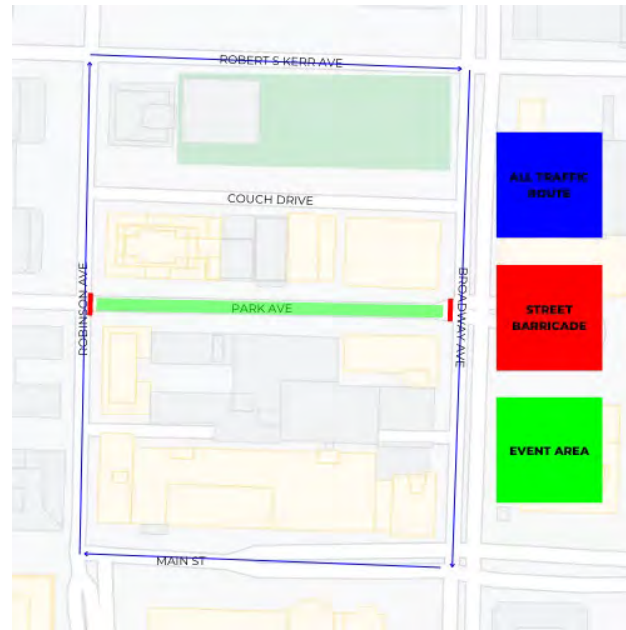 ROBERT S KERR AVE
ALL TRAFFIC
ROUTE
COUCH DRIVE
ROBINSON AVE
PARK AVE
BROADWAY AVE
STREET
BARRICADE
EVENT AREA
MAIN ST